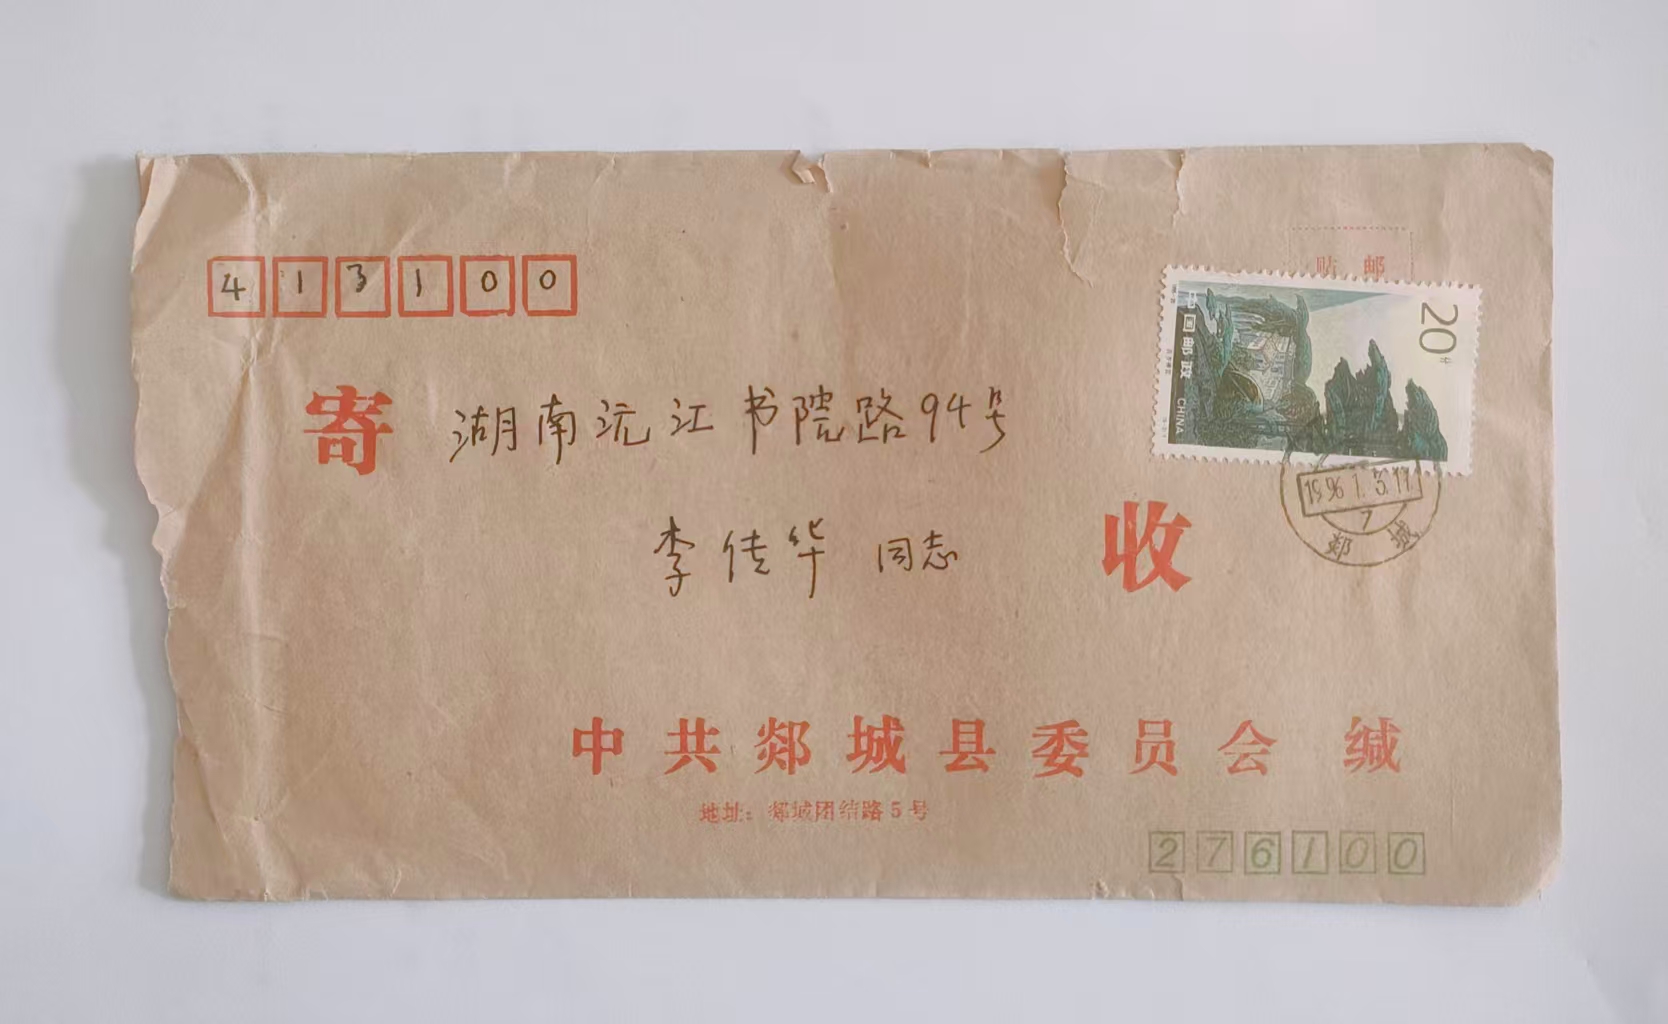 贴 邮
413100
20分
中国邮政 CHINA
寄 湖南沅江书院路94号
李佳华 同志 收
1996.1.3.11
7
郯城
中共郯城县委员会 缄
地址：郯城团结路5号
276100